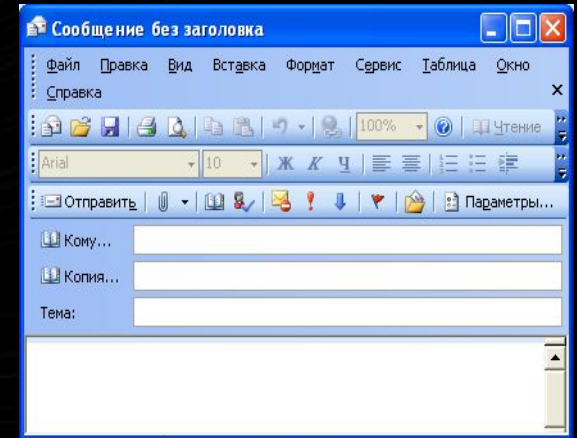 Сообщение без заголовка
Файл Правка Вид Вставка Формат Сервис Таблица Окно
Справка
100% Чтение
Arial 10 Ж К Ч
Отправить Параметры...
Кому...
Копия...
Тема: